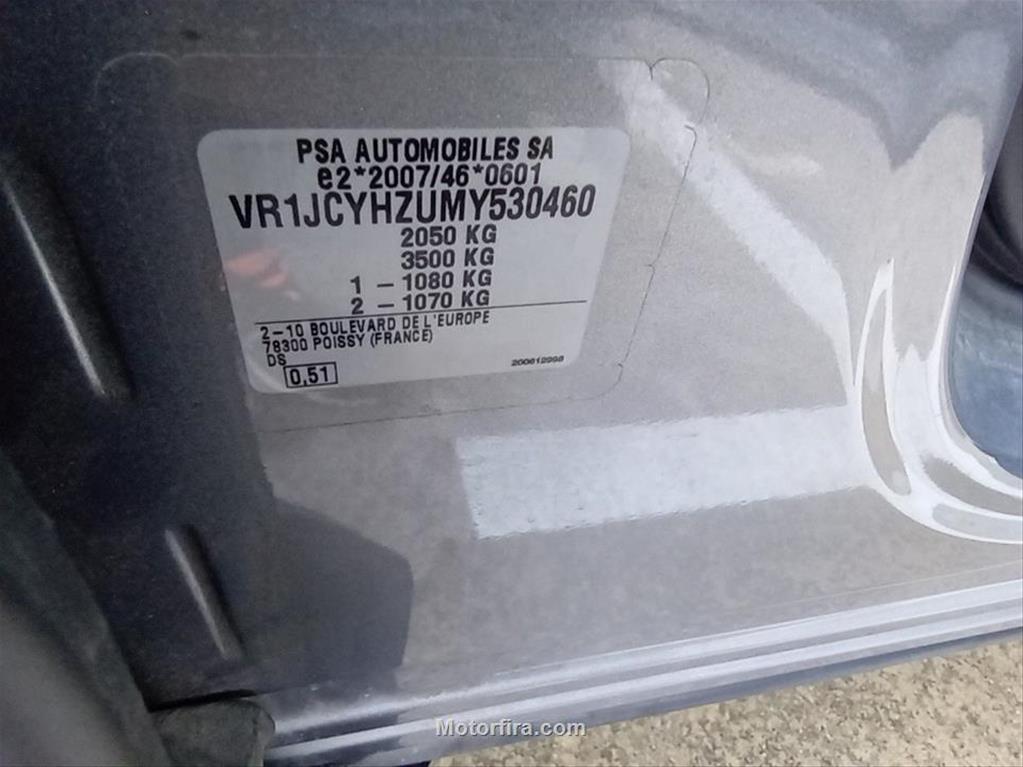 PSA AUTOMOBILES SA
e2*2007/46*0601
VR1JCYHZUMY530460
2050 KG
3500 KG
1 - 1080 KG
2 - 1070 KG
2-10 BOULEVARD DE L'EUROPE
78300 POISSY (FRANCE)
DS
0,51
Motorfira.com